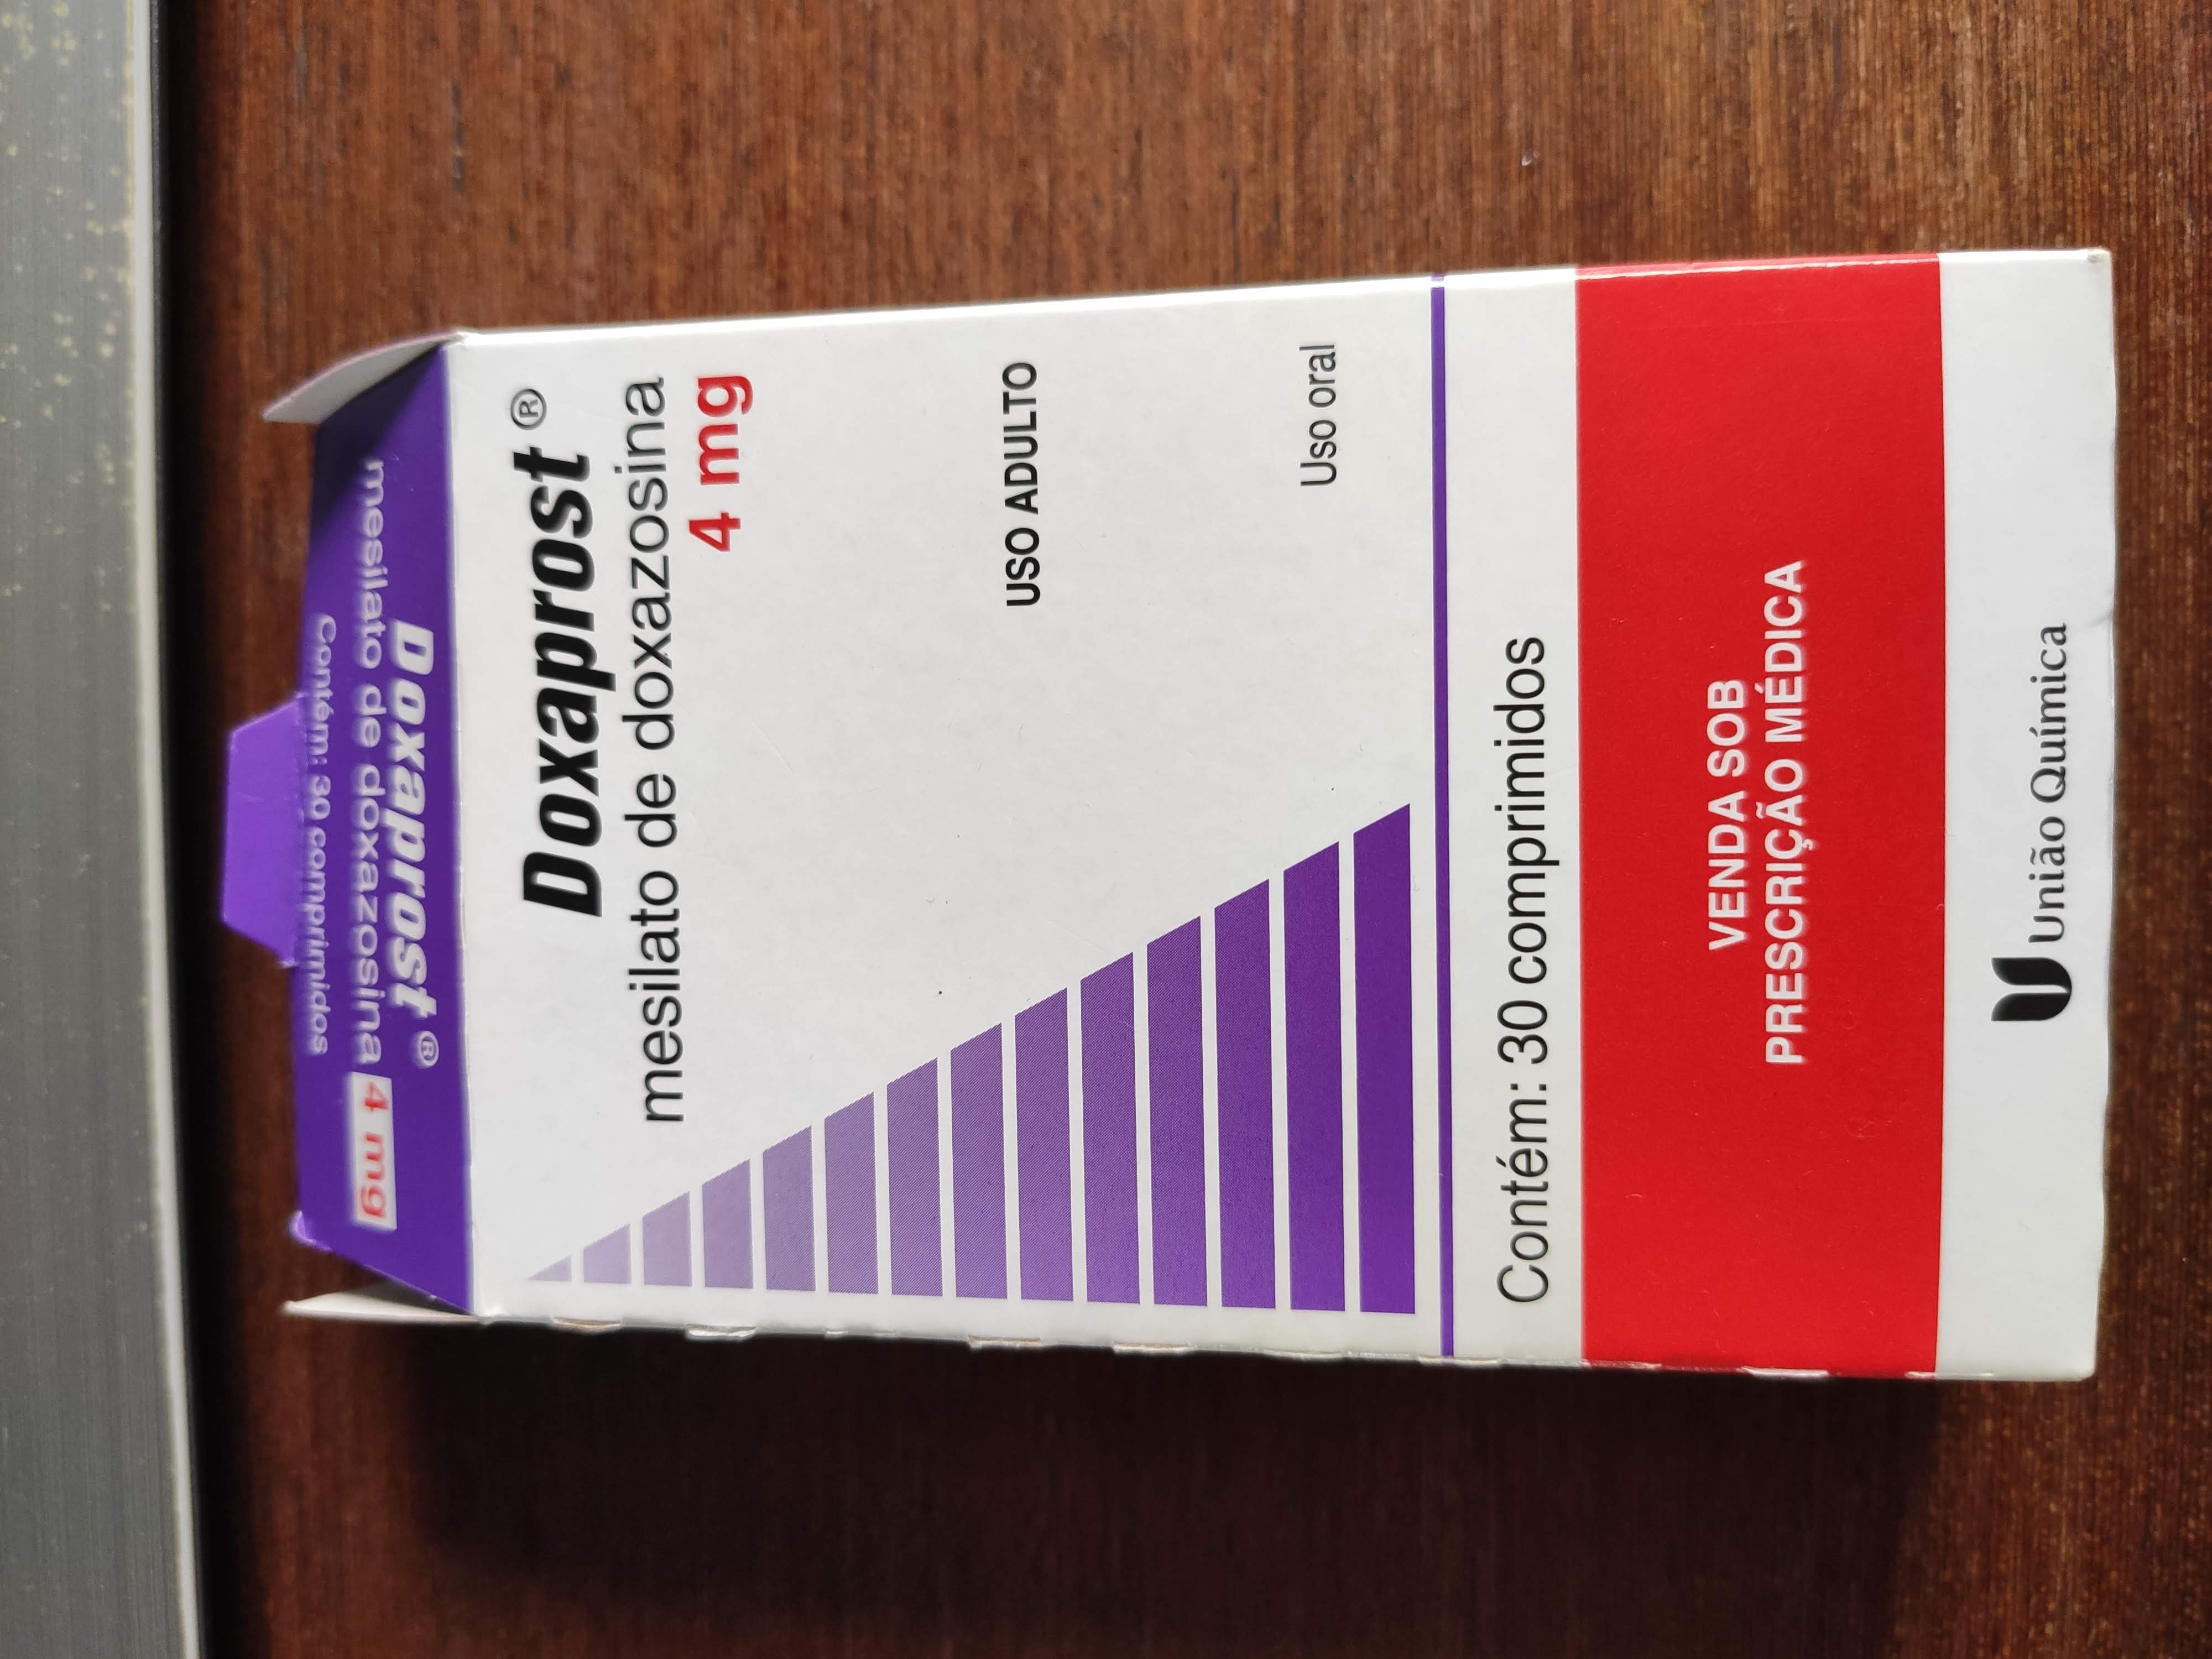 Contém: 30 comprimidos
mesilato de doxazosina 4 mg
Doxaprost ®
Doxaprost ®
mesilato de doxazosina
4 mg
USO ADULTO
Uso oral
Contém: 30 comprimidos
VENDA SOB
PRESCRIÇÃO MÉDICA
União Química